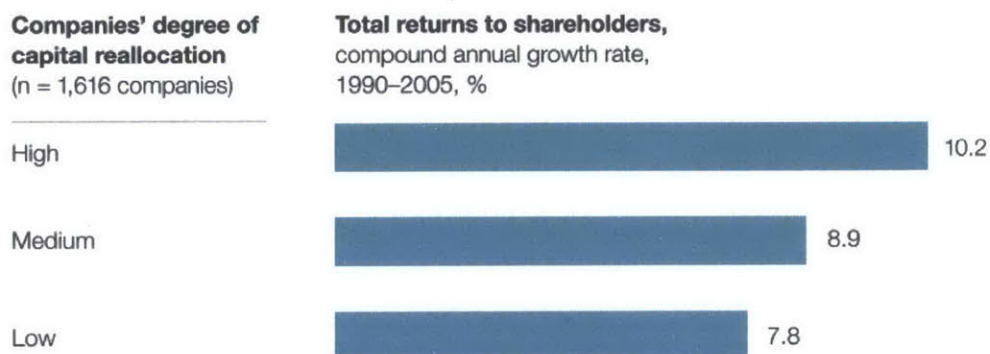 Companies’ degree of
capital reallocation
(n = 1,616 companies)
Total returns to shareholders,
compound annual growth rate,
1990–2005, %
High
10.2
Medium
8.9
Low
7.8